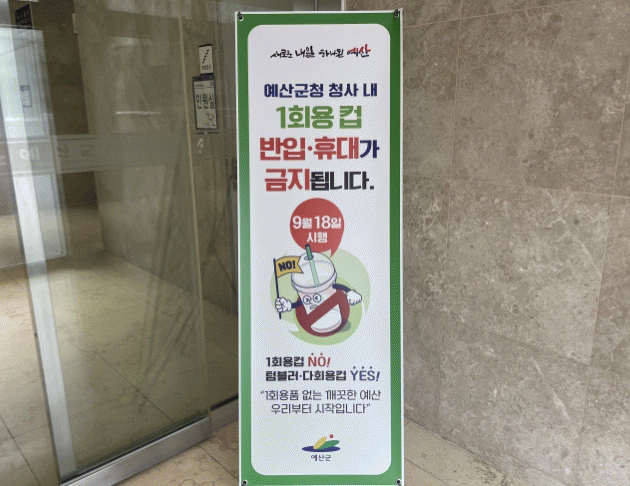 새로운 내일 하나된 예산
예산군청 청사 내
1회용 컵
반입·휴대가
금지됩니다.
9월 18일
시행
NO!
1회용컵 NO!
텀블러·다회용컵 YES!
"1회용품 없는 깨끗한 예산
우리부터 시작입니다"
예산군
민원실